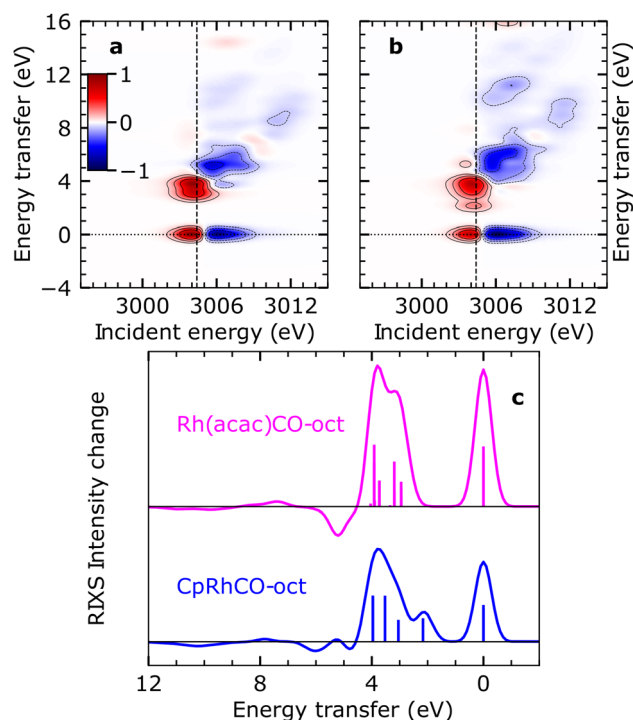 16
12
8
4
0
−4
Energy transfer (eV)
a
1
0
−1
3000
3006
3012
Incident energy (eV)
b
3000
3006
3012
Incident energy (eV)
Energy transfer (eV)
c
RIXS Intensity change
Rh(acac)CO-oct
CpRhCO-oct
12
8
4
0
Energy transfer (eV)